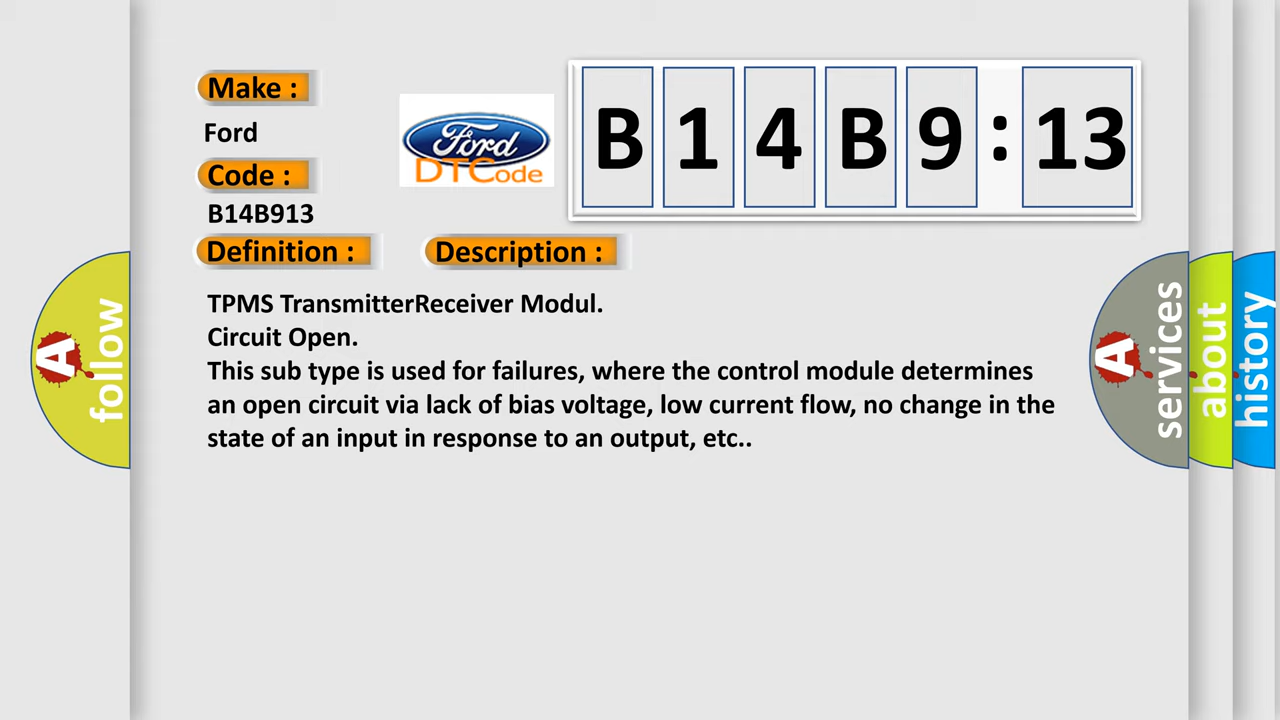 Make :
Ford
Code :
B14B913
Ford
DTCode
B 1 4 B 9 : 13
Definition :
Description :
TPMS TransmitterReceiver Modul.
Circuit Open.
This sub type is used for failures, where the control module determines
an open circuit via lack of bias voltage, low current flow, no change in the
state of an input in response to an output, etc..
A follow
A services
about
history